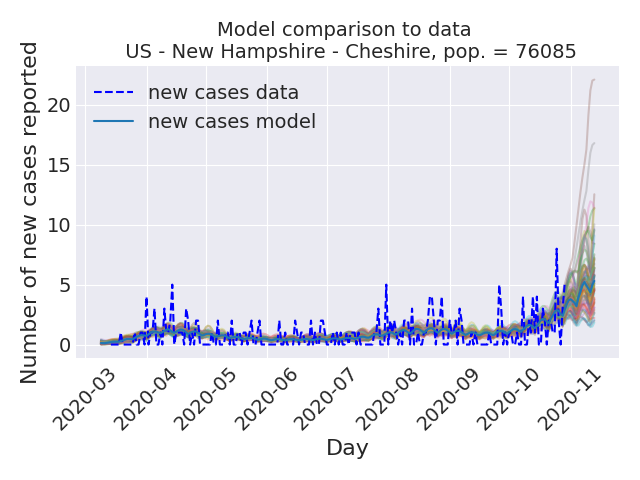 Model comparison to data
US - New Hampshire - Cheshire, pop. = 76085
Number of new cases reported
20
15
10
5
0
new cases data
new cases model
2020-03
2020-04
2020-05
2020-06
2020-07
2020-08
2020-09
2020-10
2020-11
Day